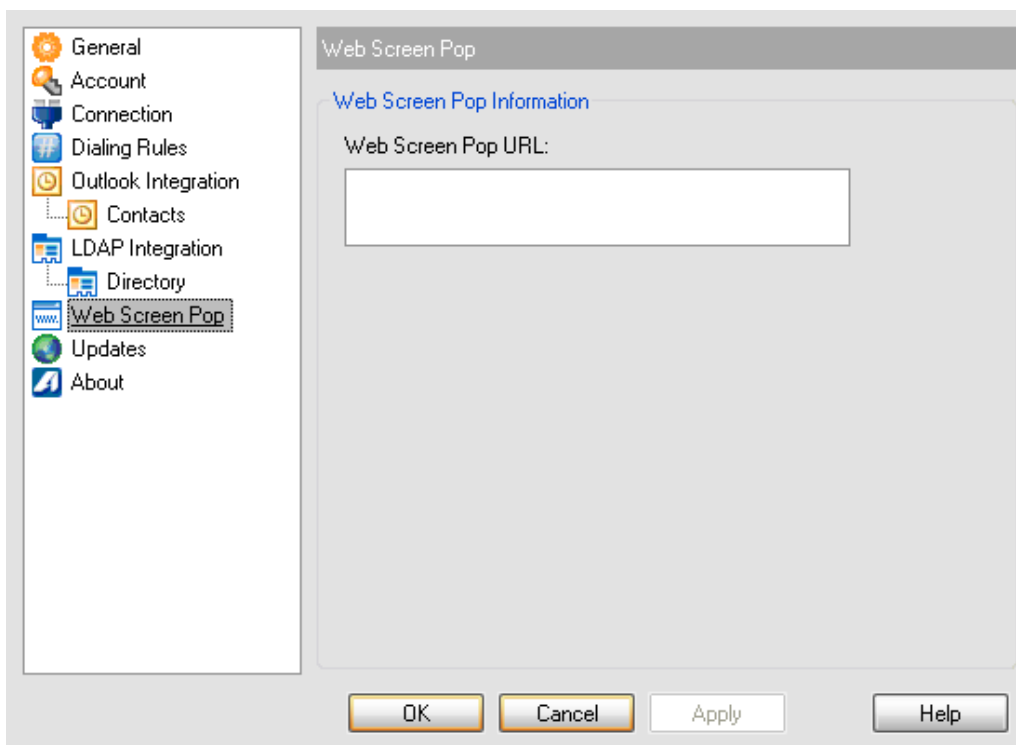 General
Account
Connection
Dialing Rules
Outlook Integration
Contacts
LDAP Integration
Directory
Web Screen Pop
Updates
About
Web Screen Pop
Web Screen Pop Information
Web Screen Pop URL:
OK
Cancel
Apply
Help